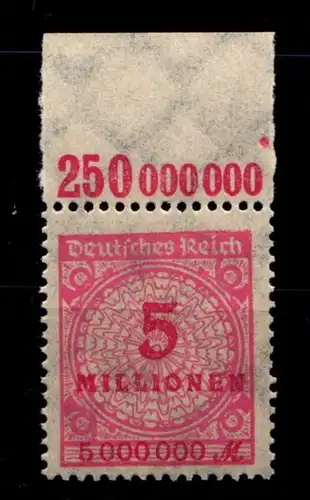 250 000 000
Deutsches Reich
5
MILLIONEN
5 000 000 M.